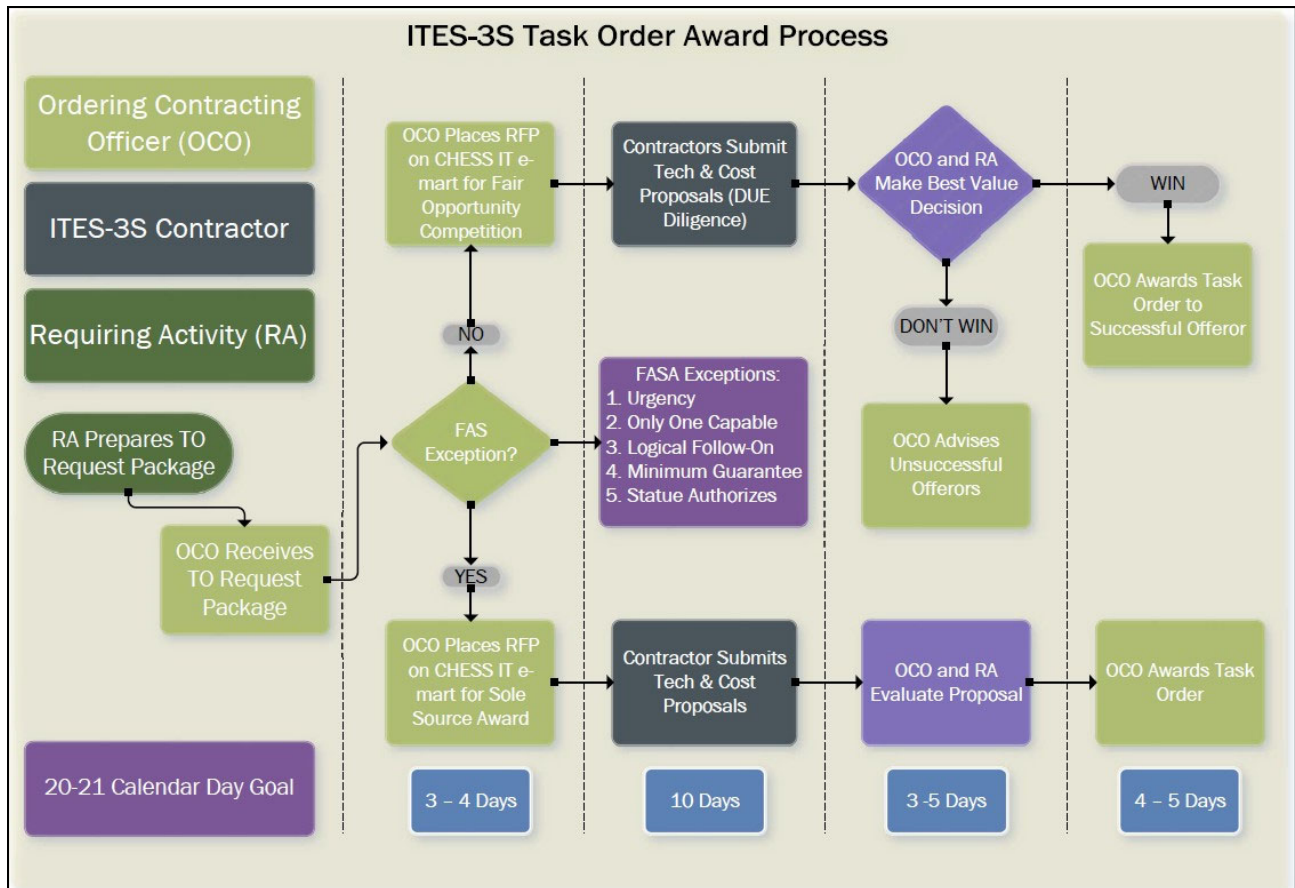 ITES-3S Task Order Award Process
Ordering Contracting
Officer (OCO)
ITES-3S Contractor
Requiring Activity (RA)
RA Prepares TO
Request Package
OCO Receives
TO Request
Package
20-21 Calendar Day Goal
OCO Places RFP
on CHESS IT e-
mart for Fair
Opportunity
Competition
NO
FAS
Exception?
YES
OCO Places RFP
on CHESS IT e-
mart for Sole
Source Award
3 – 4 Days
Contractors Submit
Tech & Cost
Proposals (DUE
Diligence)
FASA Exceptions:
1. Urgency
2. Only One Capable
3. Logical Follow-On
4. Minimum Guarantee
5. Statue Authorizes
Contractor Submits
Tech & Cost
Proposals
10 Days
OCO and RA
Make Best Value
Decision
DON'T WIN
OCO Advises
Unsuccessful
Offerors
OCO and RA
Evaluate Proposal
3 -5 Days
WIN
OCO Awards Task
Order to
Successful Offeror
OCO Awards Task
Order
4 – 5 Days